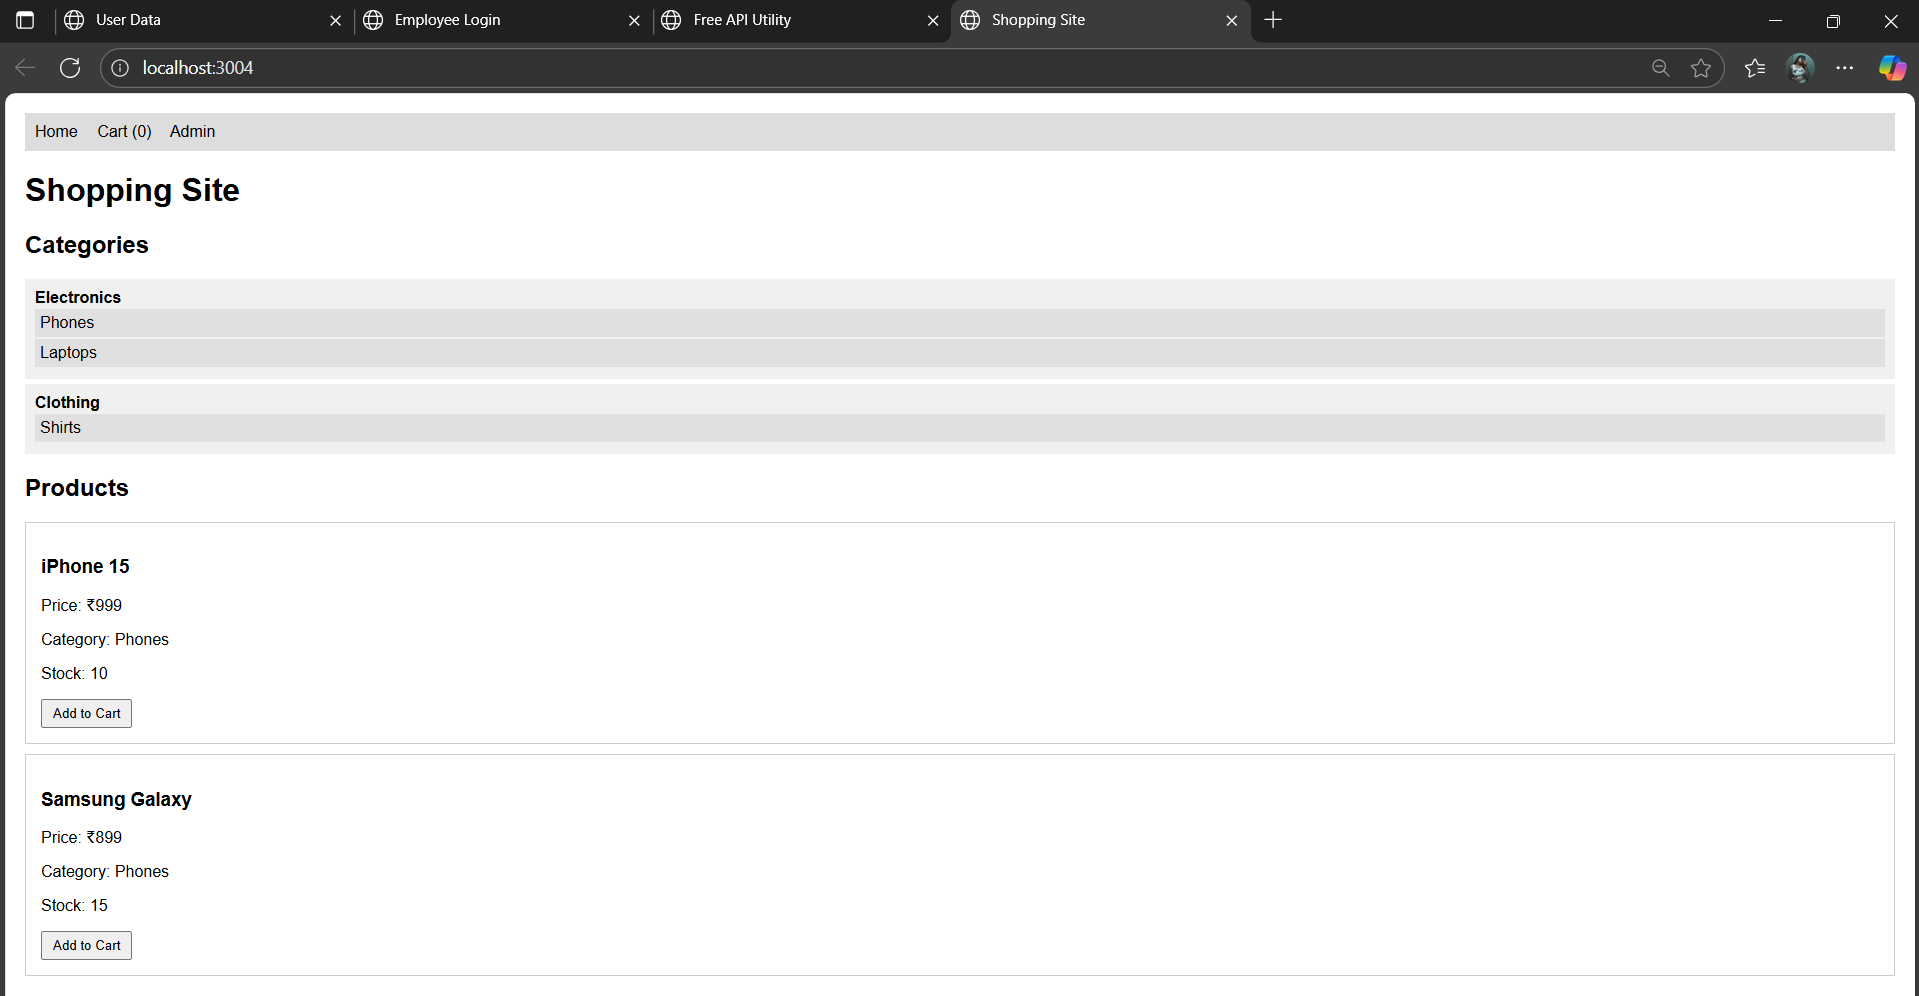 User Data
Employee Login
Free API Utility
Shopping Site
localhost:3004
Home Cart (0) Admin
Shopping Site
Categories
Electronics
Phones
Laptops
Clothing
Shirts
Products
iPhone 15
Price: ₹999
Category: Phones
Stock: 10
Add to Cart
Samsung Galaxy
Price: ₹899
Category: Phones
Stock: 15
Add to Cart